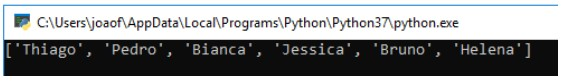 C:\Users\joaof\AppData\Local\Programs\Python\Python37\python.exe
['Thiago', 'Pedro', 'Bianca', 'Jessica', 'Bruno', 'Helena']